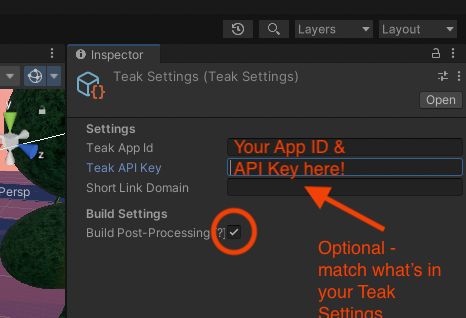 Layers
Layout
Inspector
Teak Settings (Teak Settings)
Open
Settings
Teak App Id
Your App ID &
Teak API Key
API Key here!
Short Link Domain
Build Settings
Build Post-Processing [?]
Persp
z
Optional -
match what's in
your Teak
Settings